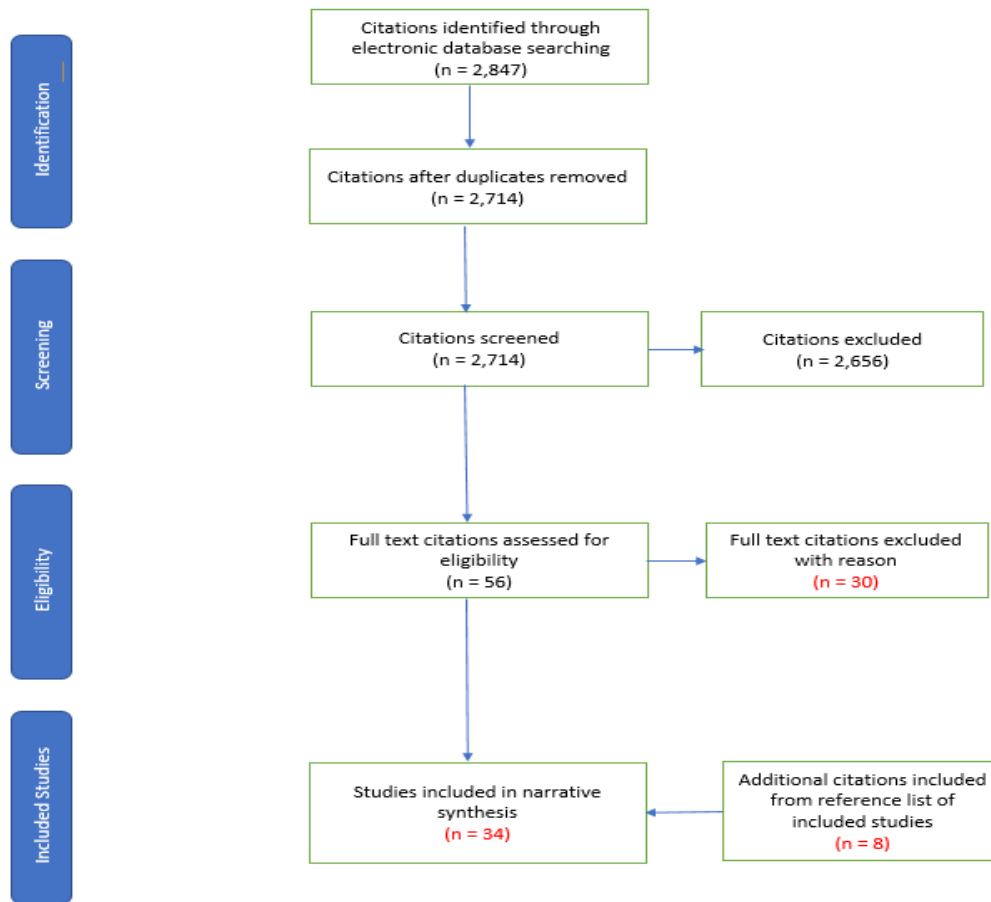 Identification
Citations identified through
electronic database searching
(n = 2,847)
Citations after duplicates removed
(n = 2,714)
Screening
Citations screened
(n = 2,714)
Citations excluded
(n = 2,656)
Eligibility
Full text citations assessed for
eligibility
(n = 56)
Full text citations excluded
with reason
(n = 30)
Included Studies
Studies included in narrative
synthesis
(n = 34)
Additional citations included
from reference list of
included studies
(n = 8)